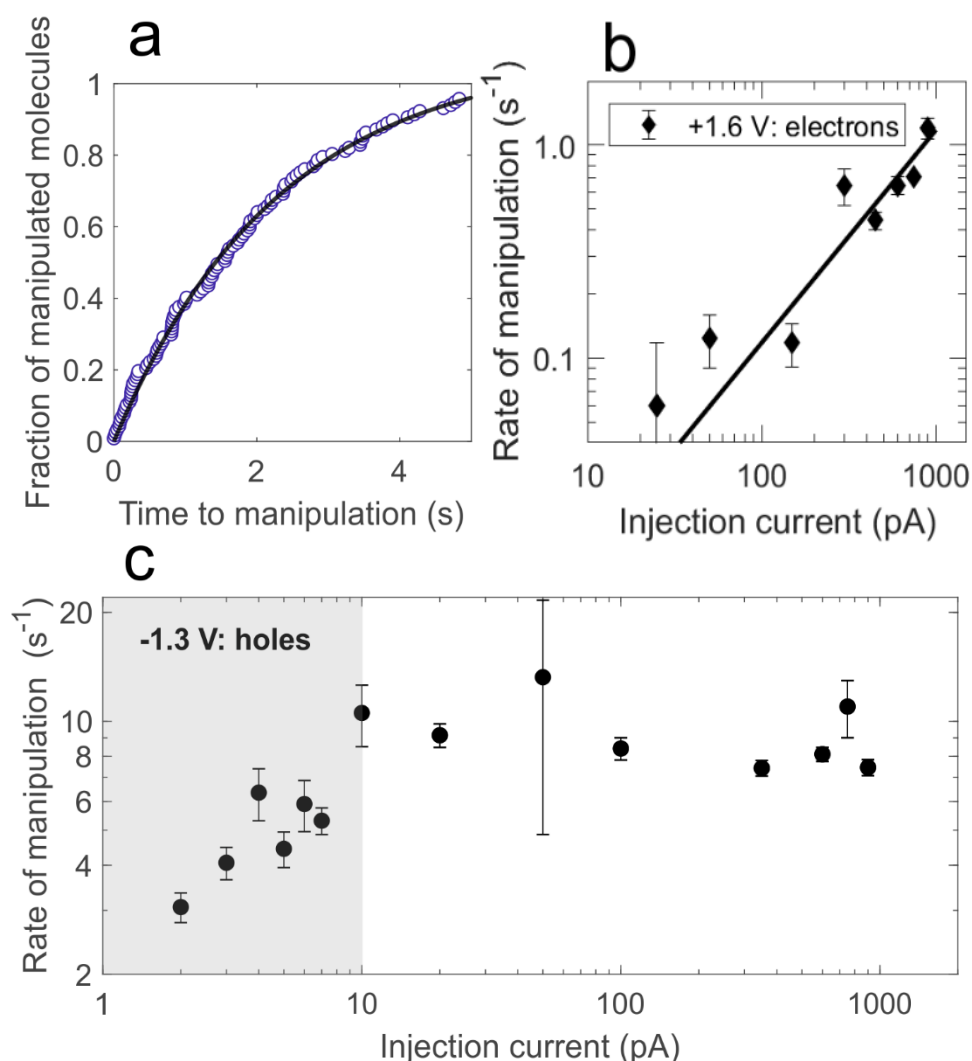 a
Fraction of manipulated molecules
1
0.8
0.6
0.4
0.2
0
0 2 4
Time to manipulation (s)
b
Rate of manipulation (s⁻¹)
+1.6 V: electrons
1.0
0.1
10 100 1000
Injection current (pA)
c
Rate of manipulation (s⁻¹)
-1.3 V: holes
20
10
8
6
4
2
1 10 100 1000
Injection current (pA)